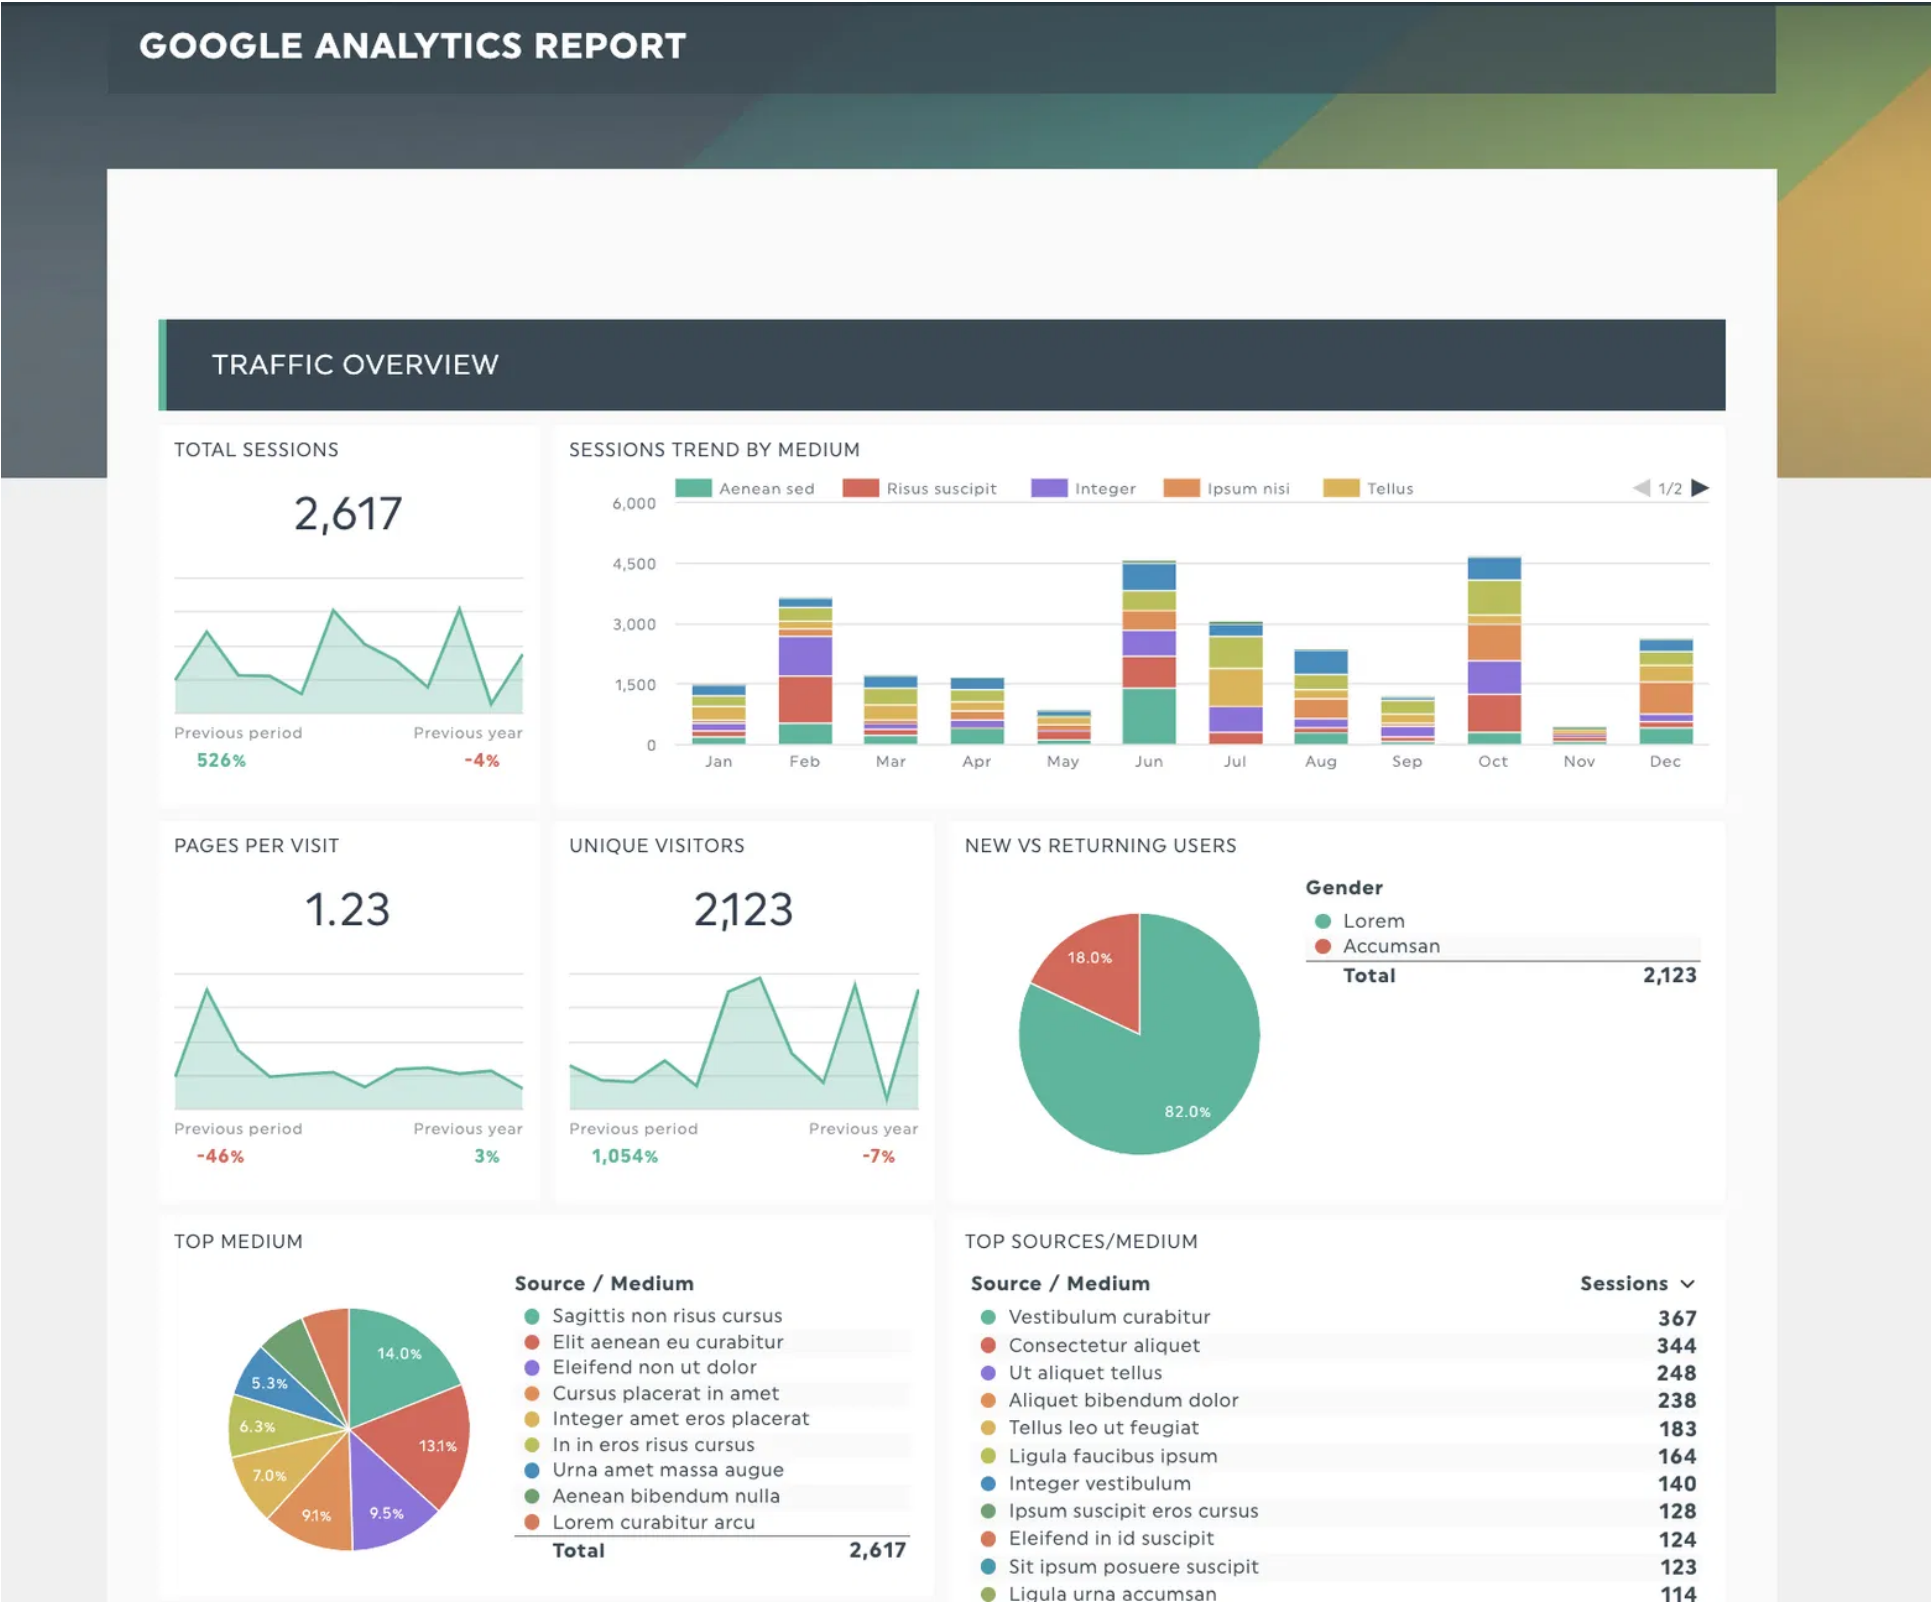 GOOGLE ANALYTICS REPORT
TRAFFIC OVERVIEW
TOTAL SESSIONS
2,617
Previous period Previous year
526% -4%
SESSIONS TREND BY MEDIUM
Aenean sed Risus suscipit Integer Ipsum nisi Tellus 1/2
6,000
4,500
3,000
1,500
0
Jan Feb Mar Apr May Jun Jul Aug Sep Oct Nov Dec
PAGES PER VISIT
1.23
Previous period Previous year
-46% 3%
UNIQUE VISITORS
2,123
Previous period Previous year
1,054% -7%
NEW VS RETURNING USERS
18.0%
82.0%
Gender
Lorem
Accumsan
Total 2,123
TOP MEDIUM
14.0%
13.1%
9.5%
9.1%
7.0%
6.3%
5.3%
Source / Medium
Sagittis non risus cursus
Elit aenean eu curabitur
Eleifend non ut dolor
Cursus placerat in amet
Integer amet eros placerat
In in eros risus cursus
Urna amet massa augue
Aenean bibendum nulla
Lorem curabitur arcu
Total 2,617
TOP SOURCES/MEDIUM
Source / Medium Sessions
Vestibulum curabitur 367
Consectetur aliquet 344
Ut aliquet tellus 248
Aliquet bibendum dolor 238
Tellus leo ut feugiat 183
Ligula faucibus ipsum 164
Integer vestibulum 140
Ipsum suscipit eros cursus 128
Eleifend in id suscipit 124
Sit ipsum posuere suscipit 123
Ligula urna accumsan 114